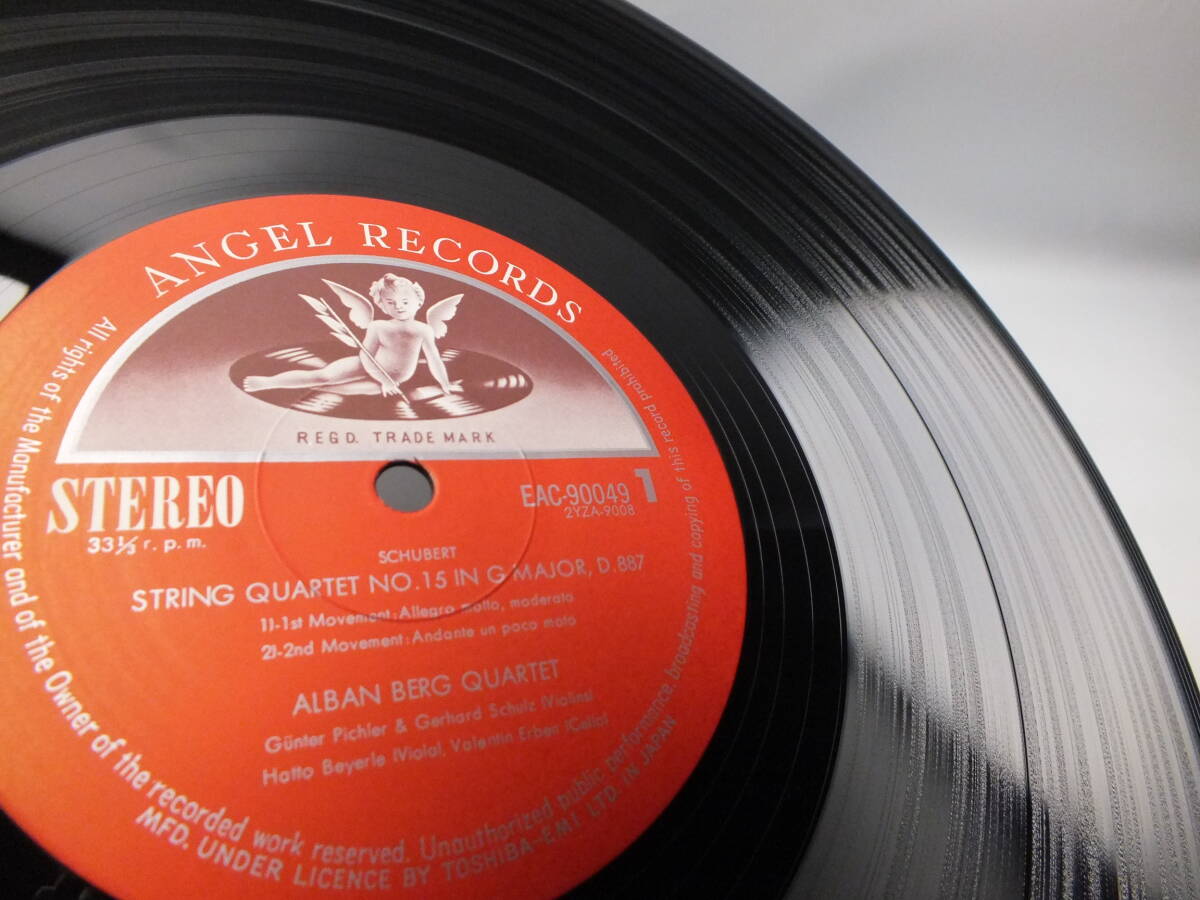 ANGEL RECORDS
REGD. TRADE MARK
STEREO
33⅓ r.p.m.
EAC-90049 1
2YZA-9008
SCHUBERT
STRING QUARTET NO.15 IN G MAJOR, D.887
1)-1st Movement: Allegro molto, moderato
2)-2nd Movement: Andante un poco moto
ALBAN BERG QUARTET
Günter Pichler & Gerhard Schulz (Violins)
Hatto Beyerle (Viola), Valentin Erben (Cello)
All rights of the Manufacturer and of the Owner of the recorded work reserved. Unauthorized public performance, broadcasting and copying of this record prohibited
MFD. UNDER LICENCE BY TOSHIBA-EMI LTD. IN JAPAN